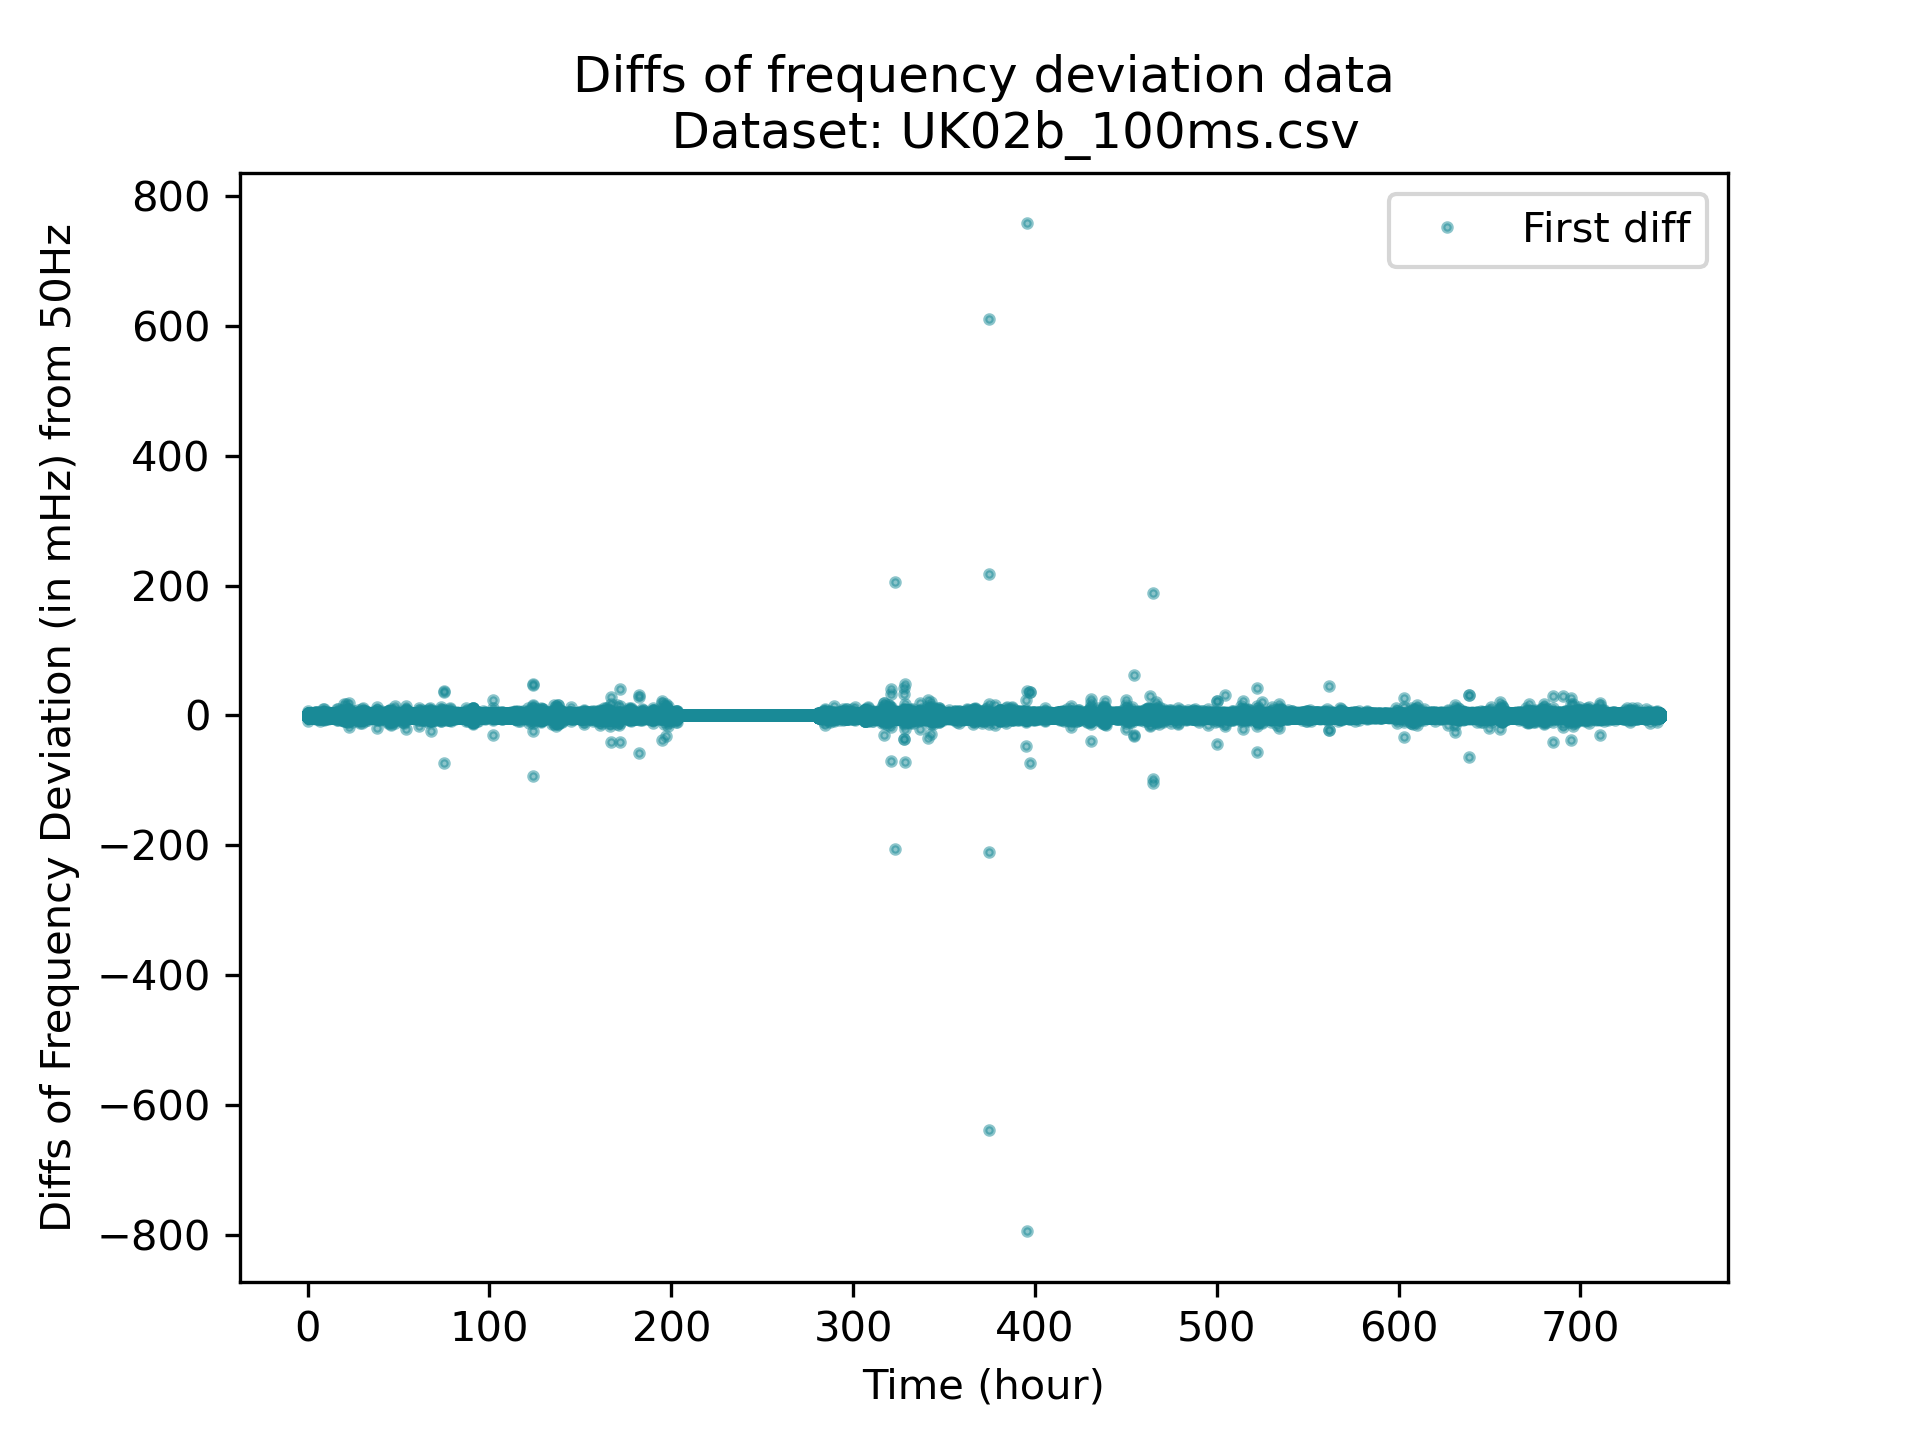 Diffs of frequency deviation data
Dataset: UK02b_100ms.csv
Diffs of Frequency Deviation (in mHz) from 50Hz
800
600
400
200
0
−200
−400
−600
−800
First diff
0 100 200 300 400 500 600 700
Time (hour)